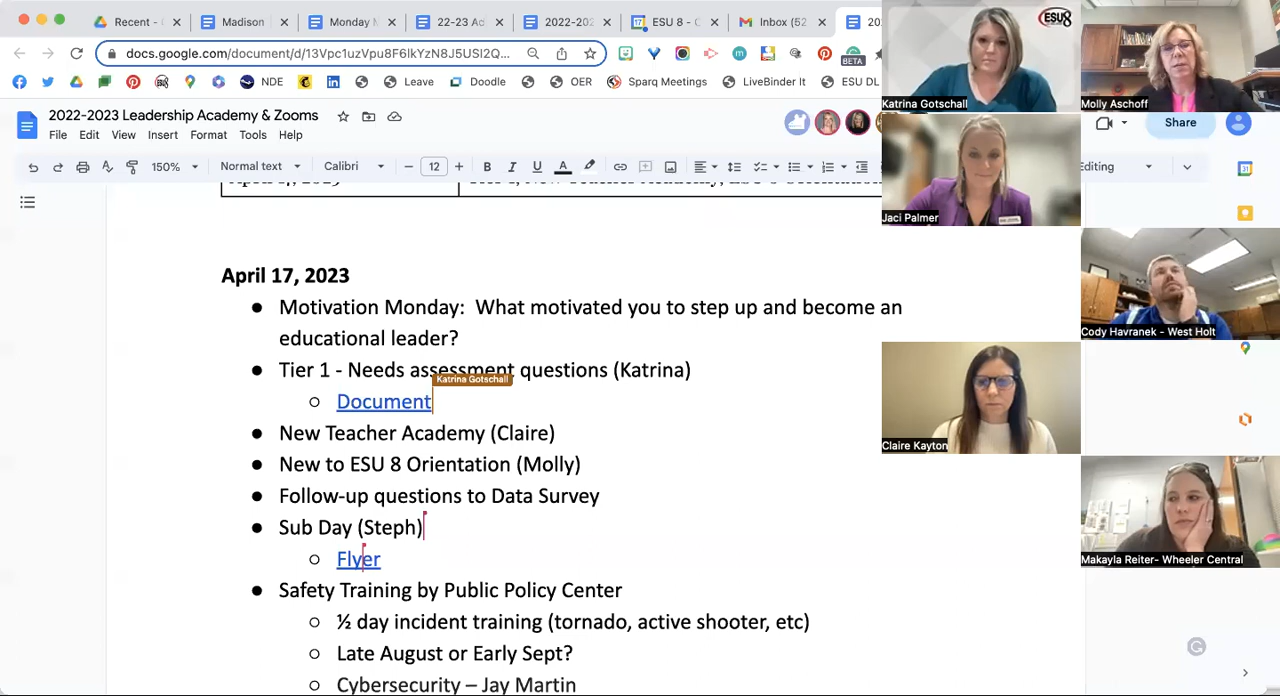 Recent -
Madison
Monday M
22-23 Ad
2022-202
ESU 8 - C
Inbox (52
docs.google.com/document/d/13Vpc1uzVpu8F6lkYzN8J5USI2Q...
BETA
NDE
Leave
Doodle
OER
Sparq Meetings
LiveBinder It
ESU DL
2022-2023 Leadership Academy & Zooms
Share
File Edit View Insert Format Tools Help
150% Normal text Calibri 12 Editing
April 17, 2023
Motivation Monday: What motivated you to step up and become an
educational leader?
Tier 1 - Needs assessment questions (Katrina)
Katrina Gotschall
Document
New Teacher Academy (Claire)
New to ESU 8 Orientation (Molly)
Follow-up questions to Data Survey
Sub Day (Steph)
Flyer
Safety Training by Public Policy Center
½ day incident training (tornado, active shooter, etc)
Late August or Early Sept?
Cybersecurity – Jay Martin
ESU8
Katrina Gotschall
Molly Aschoff
Jaci Palmer
Cody Havranek - West Holt
Claire Kayton
Makayla Reiter- Wheeler Central